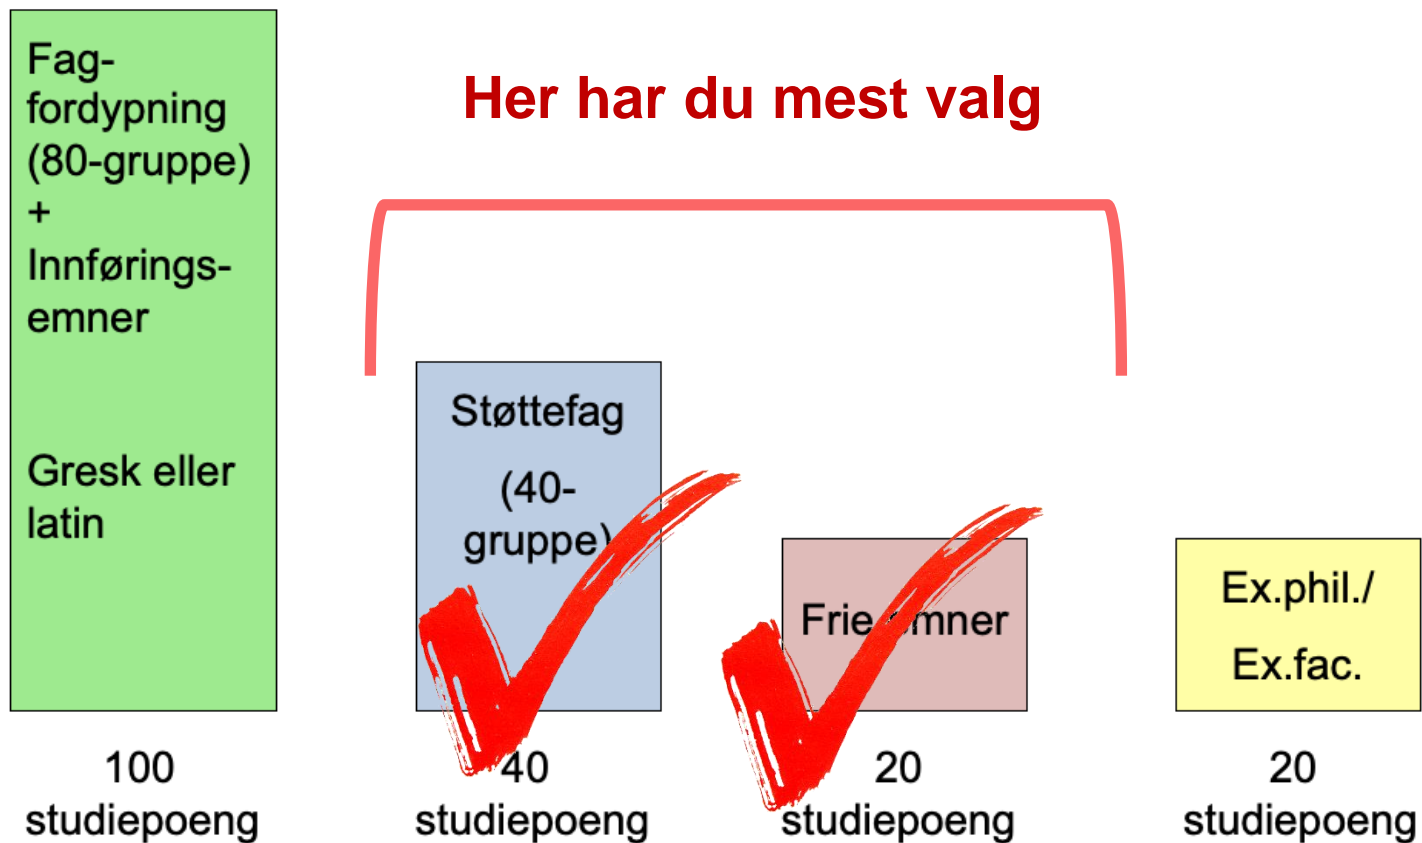 Her har du mest valg
Fag-
fordypning
(80-gruppe)
+
Innførings-
emner
Gresk eller
latin
100
studiepoeng
Støttefag
(40-
gruppe)
40
studiepoeng
Frie emner
20
studiepoeng
Ex.phil./
Ex.fac.
20
studiepoeng